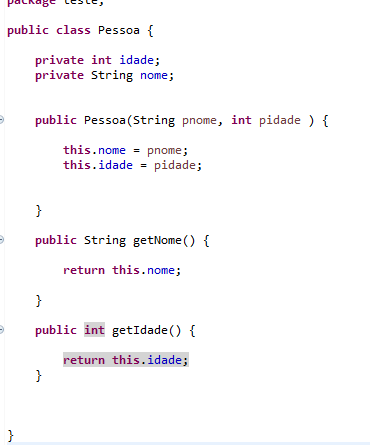 package teste;
public class Pessoa {
private int idade;
private String nome;
public Pessoa(String pnome, int pidade ) {
this.nome = pnome;
this.idade = pidade;
}
public String getNome() {
return this.nome;
}
public int getIdade() {
return this.idade;
}
}